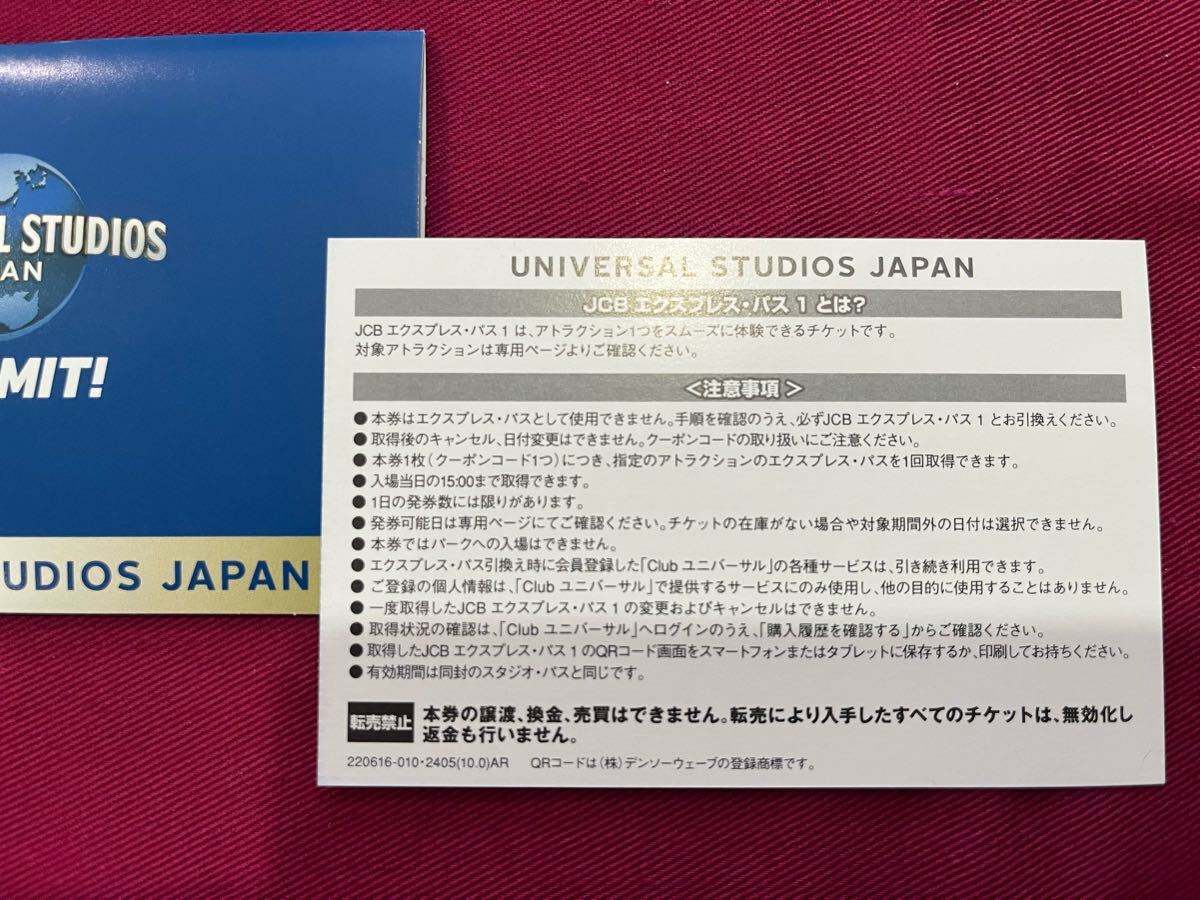 L STUDIOS
PAN
MIT!
UDIOS JAPAN
UNIVERSAL STUDIOS JAPAN
JCB エクスプレス・パス 1 とは?
JCB エクスプレス・パス 1 は、アトラクション1つをスムーズに体験できるチケットです。
対象アトラクションは専用ページよりご確認ください。
<注意事項>
● 本券はエクスプレス・パスとして使用できません。手順を確認のうえ、必ずJCB エクスプレス・パス 1 とお引換えください。
● 取得後のキャンセル、日付変更はできません。クーポンコードの取り扱いにご注意ください。
● 本券1枚(クーポンコード1つ)につき、指定のアトラクションのエクスプレス・パスを1回取得できます。
● 入場当日の15:00まで取得できます。
● 1日の発券数には限りがあります。
● 発券可能日は専用ページにてご確認ください。チケットの在庫がない場合や対象期間外の日付は選択できません。
● 本券ではパークへの入場はできません。
● エクスプレス・パス引換え時に会員登録した「Club ユニバーサル」の各種サービスは、引き続き利用できます。
● ご登録の個人情報は、「Club ユニバーサル」で提供するサービスにのみ使用し、他の目的に使用することはありません。
● 一度取得したJCB エクスプレス・パス 1 の変更およびキャンセルはできません。
● 取得状況の確認は、「Club ユニバーサル」へログインのうえ、「購入履歴を確認する」からご確認ください。
● 取得したJCB エクスプレス・パス 1 のQRコード画面をスマートフォンまたはタブレットに保存するか、印刷してお持ちください。
● 有効期間は同封のスタジオ・パスと同じです。
転売禁止 本券の譲渡、換金、売買はできません。転売により入手したすべてのチケットは、無効化し
返金も行いません。
220616-010・2405(10.0)AR QRコードは(株)デンソーウェーブの登録商標です。